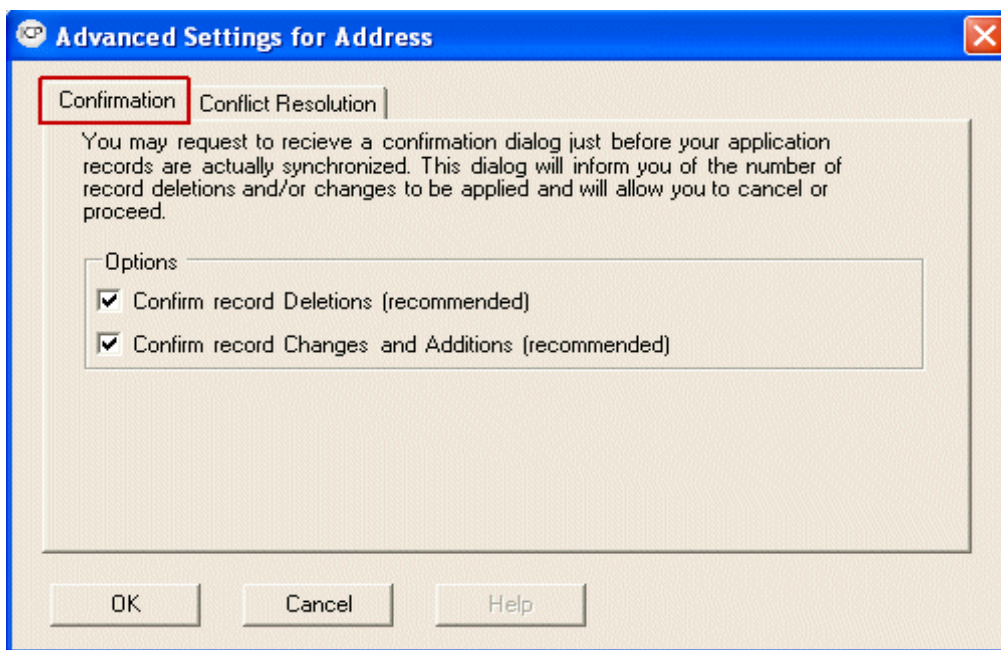 ICP Advanced Settings for Address
Confirmation Conflict Resolution
You may request to recieve a confirmation dialog just before your application
records are actually synchronized. This dialog will inform you of the number of
record deletions and/or changes to be applied and will allow you to cancel or
proceed.
Options
Confirm record Deletions (recommended)
Confirm record Changes and Additions (recommended)
OK Cancel Help